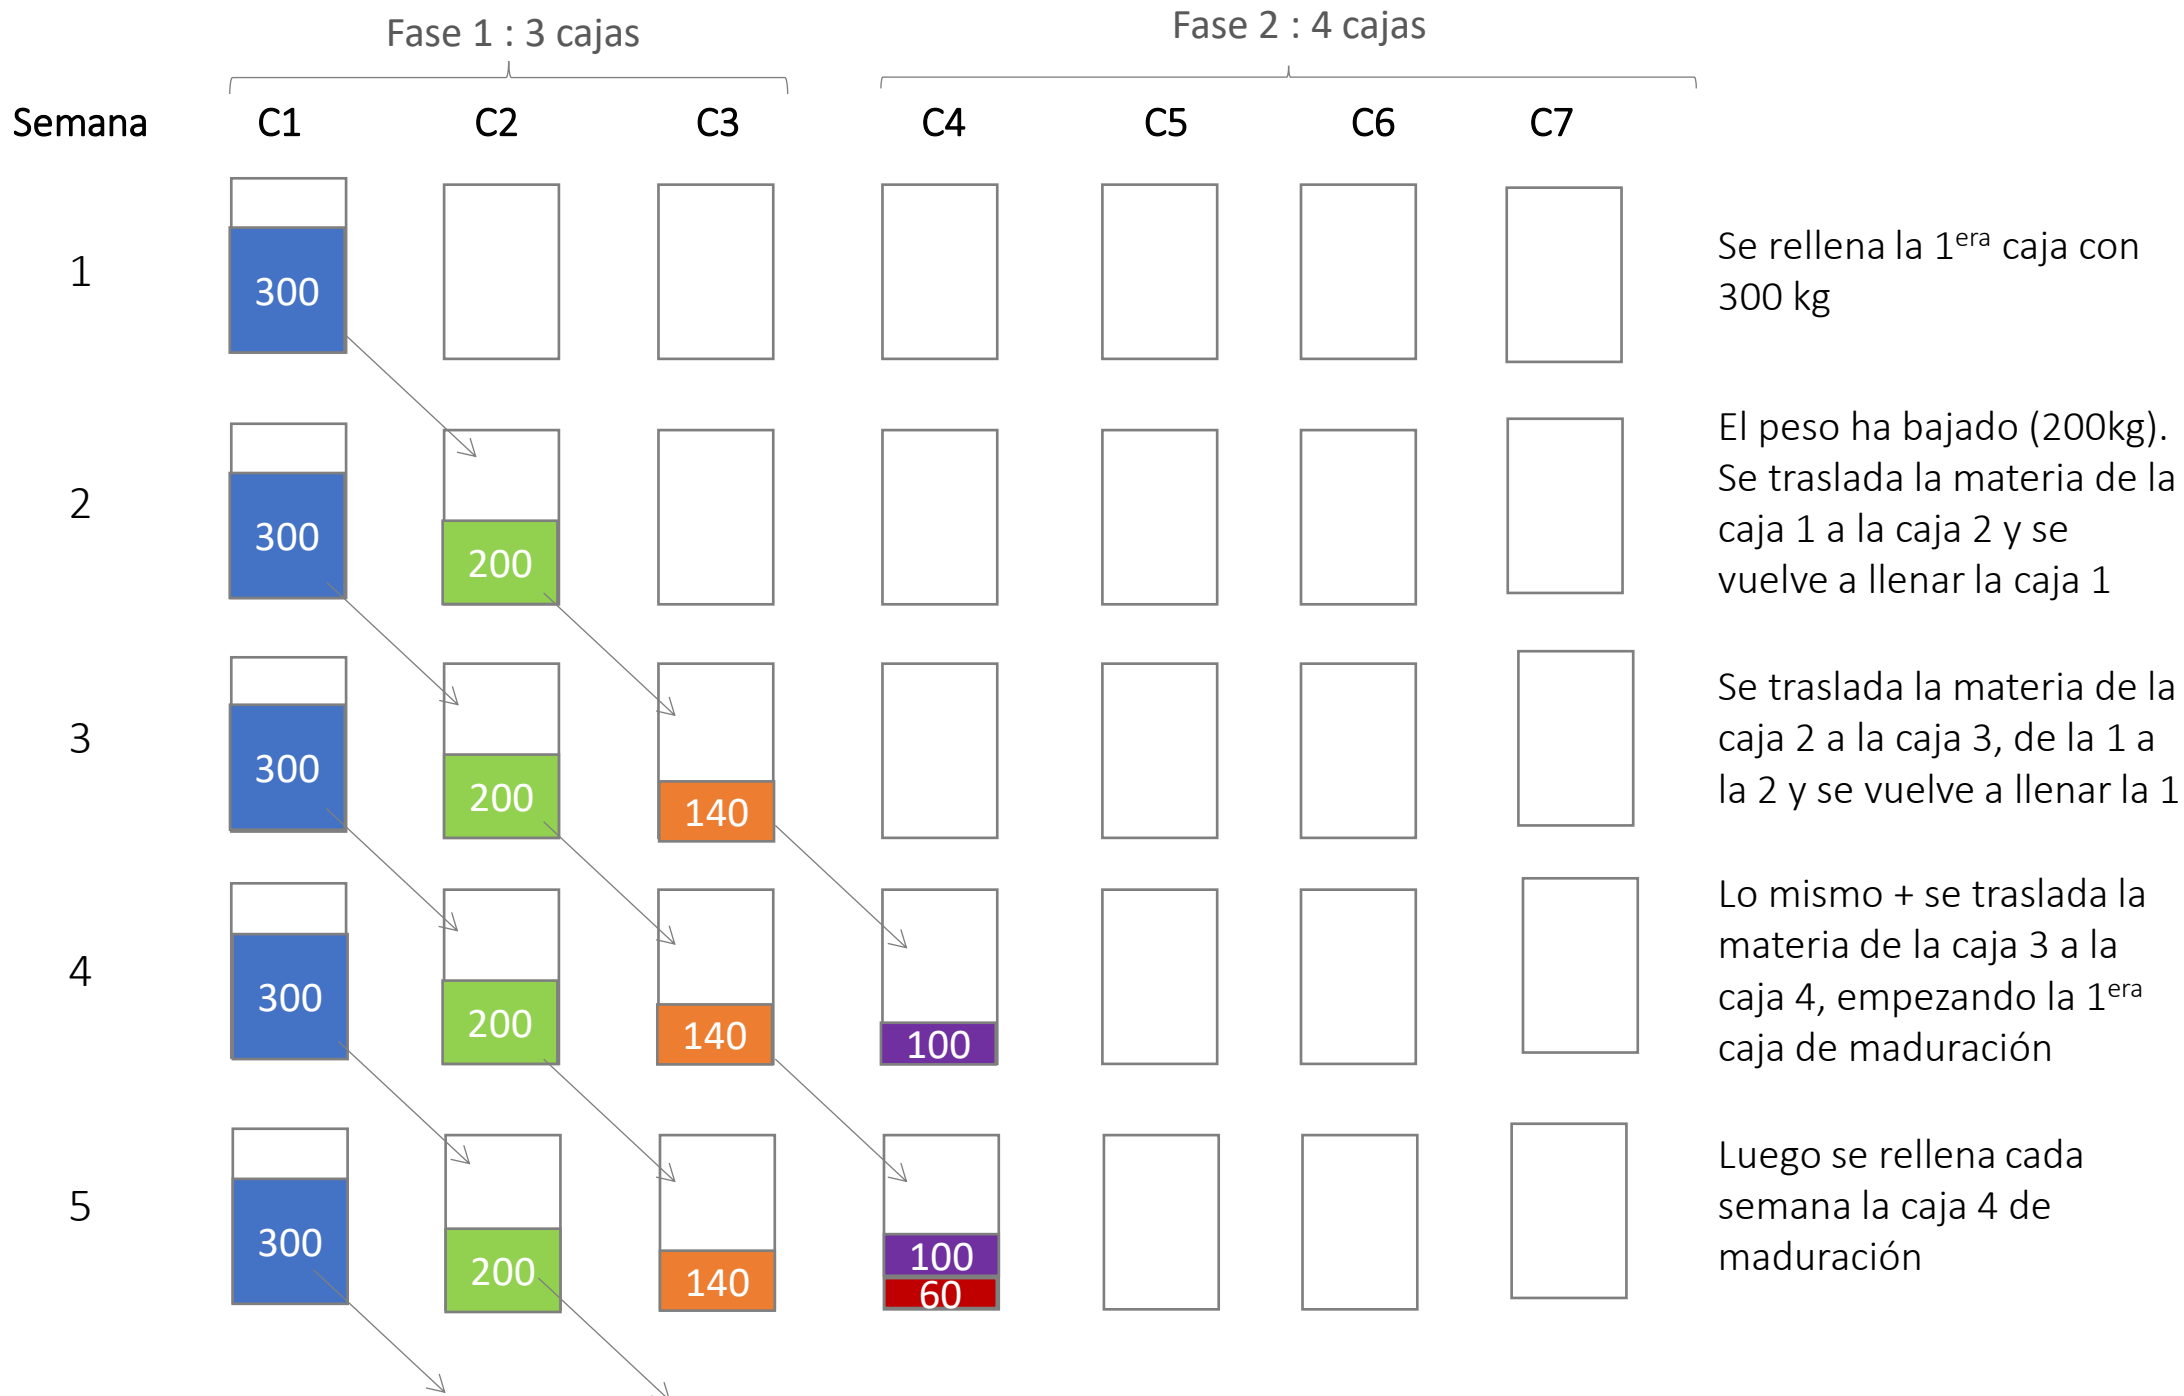 Fase 1 : 3 cajas
Fase 2 : 4 cajas
Semana C1 C2 C3 C4 C5 C6 C7
1
300
Se rellena la 1era caja con
300 kg
2
300
200
El peso ha bajado (200kg).
Se traslada la materia de la
caja 1 a la caja 2 y se
vuelve a llenar la caja 1
3
300
200
140
Se traslada la materia de la
caja 2 a la caja 3, de la 1 a
la 2 y se vuelve a llenar la 1
4
300
200
140
100
Lo mismo + se traslada la
materia de la caja 3 a la
caja 4, empezando la 1era
caja de maduración
5
300
200
140
100
60
Luego se rellena cada
semana la caja 4 de
maduración